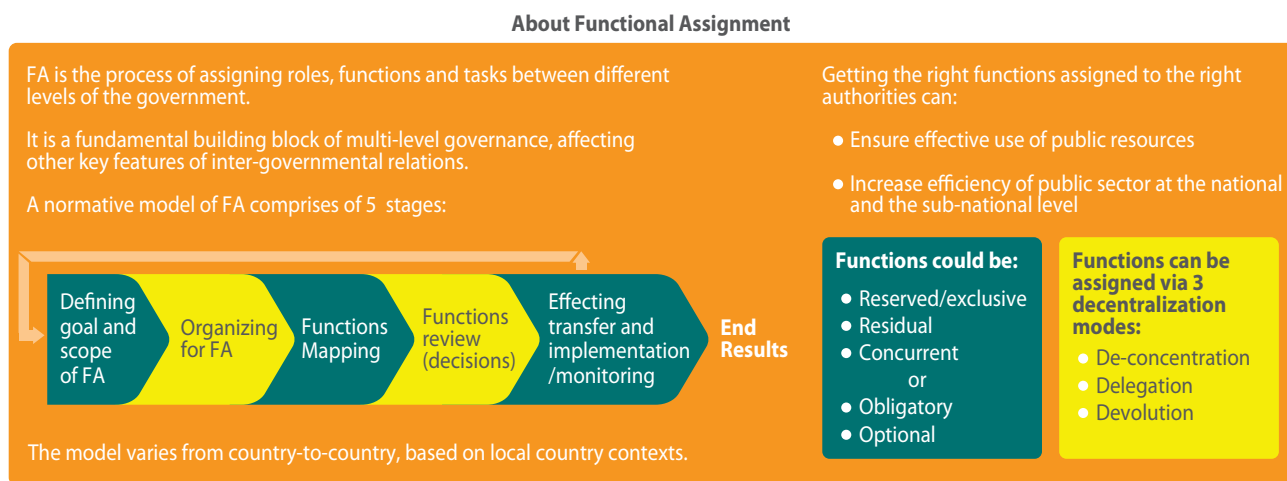 About Functional Assignment
FA is the process of assigning roles, functions and tasks between different
levels of the government.
It is a fundamental building block of multi-level governance, affecting
other key features of inter-governmental relations.
A normative model of FA comprises of 5 stages:
Defining
goal and
scope
of FA
Organizing
for FA
Functions
Mapping
Functions
review
(decisions)
Effecting
transfer and
implementation
/monitoring
End
Results
The model varies from country-to-country, based on local country contexts.
Getting the right functions assigned to the right
authorities can:
● Ensure effective use of public resources
● Increase efficiency of public sector at the national
and the sub-national level
Functions could be:
● Reserved/exclusive
● Residual
● Concurrent
or
● Obligatory
● Optional
Functions can be
assigned via 3
decentralization
modes:
● De-concentration
● Delegation
● Devolution